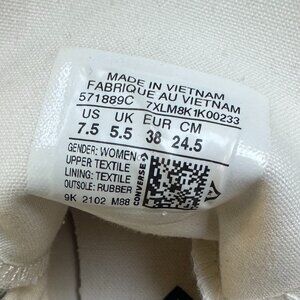 MADE IN VIETNAM
FABRIQUE AU VIETNAM
571889C 7XLM8K1K00233
US UK EUR CM
7.5 5.5 38 24.5
GENDER: WOMEN
UPPER TEXTILE
LINING: TEXTILE
OUTSOLE: RUBBER
9K 2102 M88
CONVERSE